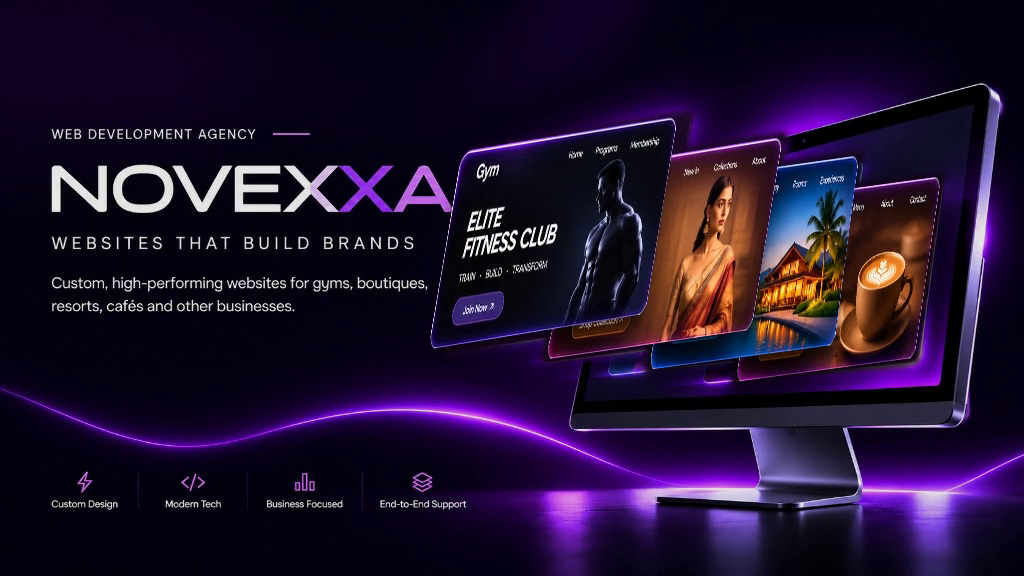 WEB DEVELOPMENT AGENCY
NOVEXXA
WEBSITES THAT BUILD BRANDS
Custom, high-performing websites for gyms, boutiques,
resorts, cafés and other businesses.
Custom Design
Modern Tech
Business Focused
End-to-End Support
Gym
Home Programs Membership
ELITE
FITNESS CLUB
TRAIN · BUILD · TRANSFORM
Join Now ↗
New In Collections About
Shop Collection
Rooms Experiences
About Contact